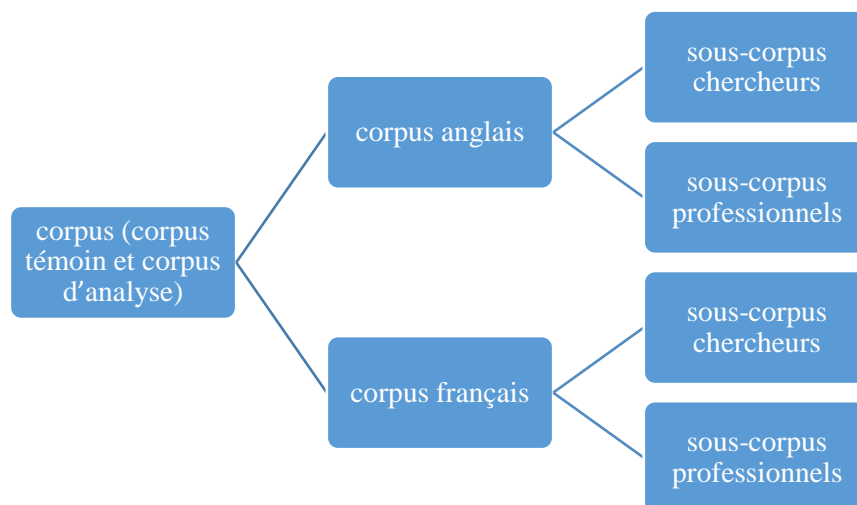 corpus (corpus
témoin et corpus
d'analyse)
corpus anglais
sous-corpus
chercheurs
sous-corpus
professionnels
corpus français
sous-corpus
chercheurs
sous-corpus
professionnels